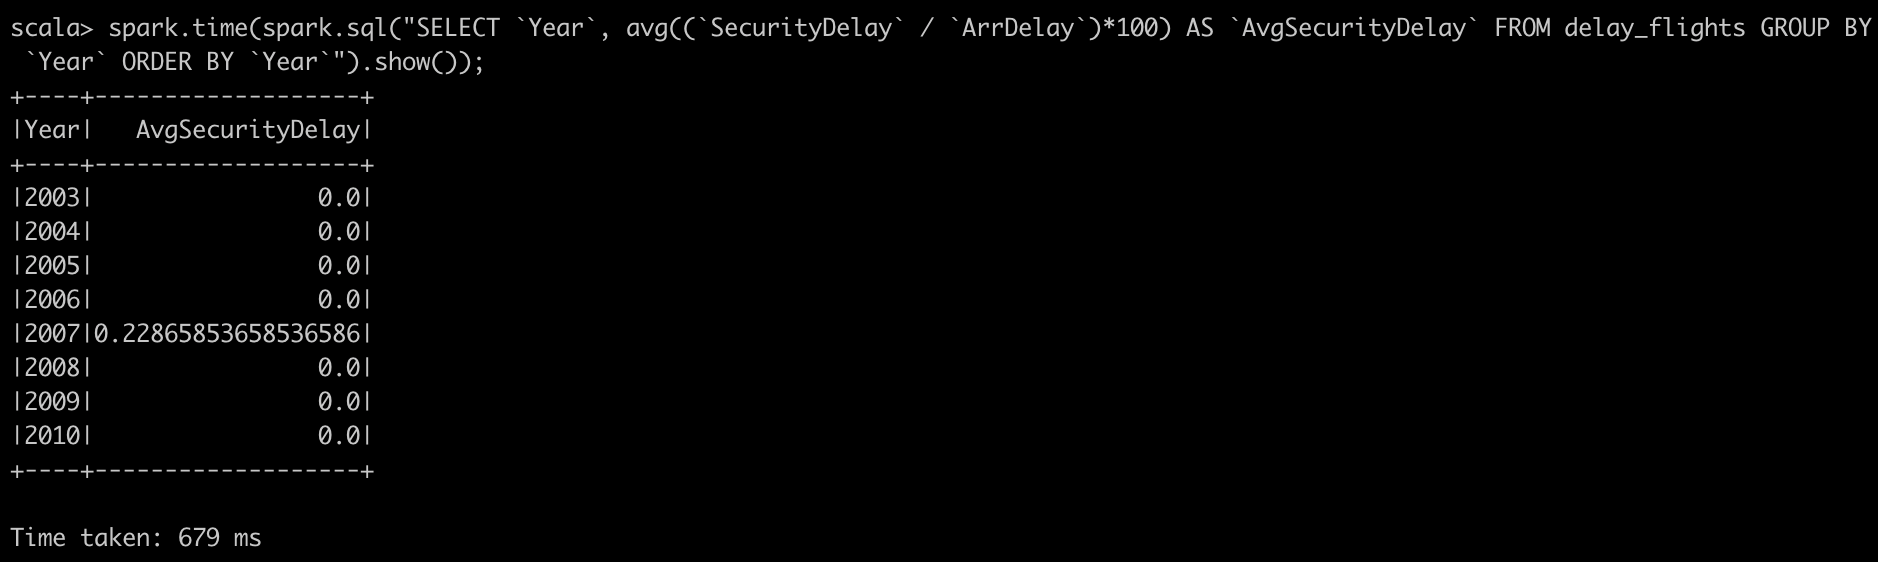 scala> spark.time(spark.sql("SELECT `Year`, avg((`SecurityDelay` / `ArrDelay`)*100) AS `AvgSecurityDelay` FROM delay_flights GROUP BY
 `Year` ORDER BY `Year`").show());
+----+-------------------+
|Year|   AvgSecurityDelay|
+----+-------------------+
|2003|                0.0|
|2004|                0.0|
|2005|                0.0|
|2006|                0.0|
|2007|0.22865853658536586|
|2008|                0.0|
|2009|                0.0|
|2010|                0.0|
+----+-------------------+
Time taken: 679 ms